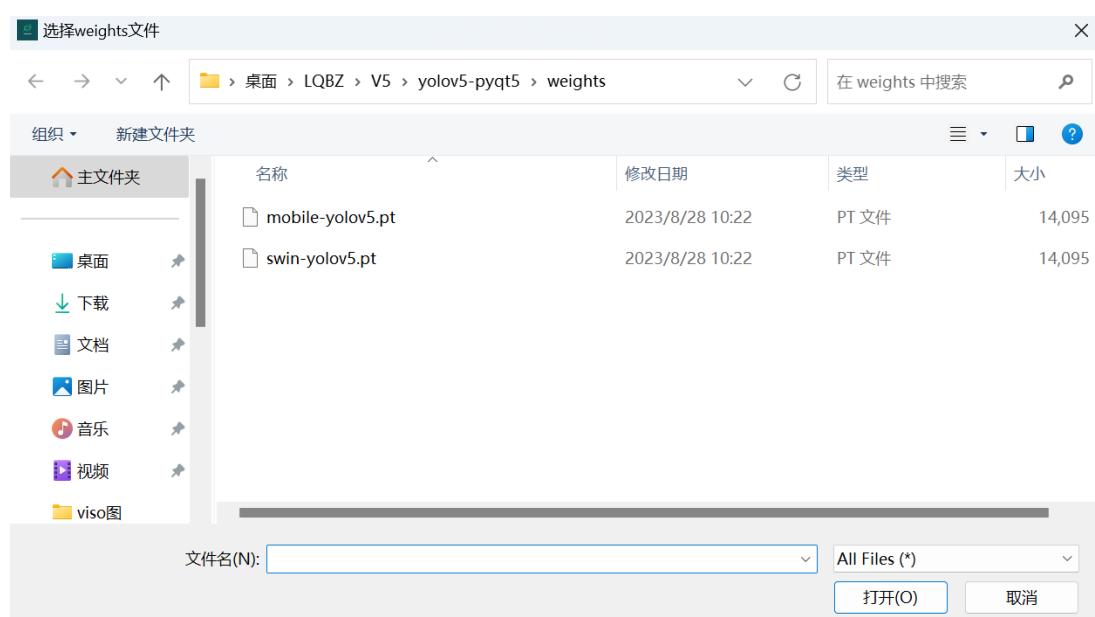 选择weights文件
桌面 › LQBZ › V5 › yolov5-pyqt5 › weights
在 weights 中搜索
组织 新建文件夹
主文件夹
名称 修改日期 类型 大小
mobile-yolov5.pt 2023/8/28 10:22 PT 文件 14,095
swin-yolov5.pt 2023/8/28 10:22 PT 文件 14,095
桌面
下载
文档
图片
音乐
视频
viso图
文件名(N): All Files (*)
打开(O) 取消